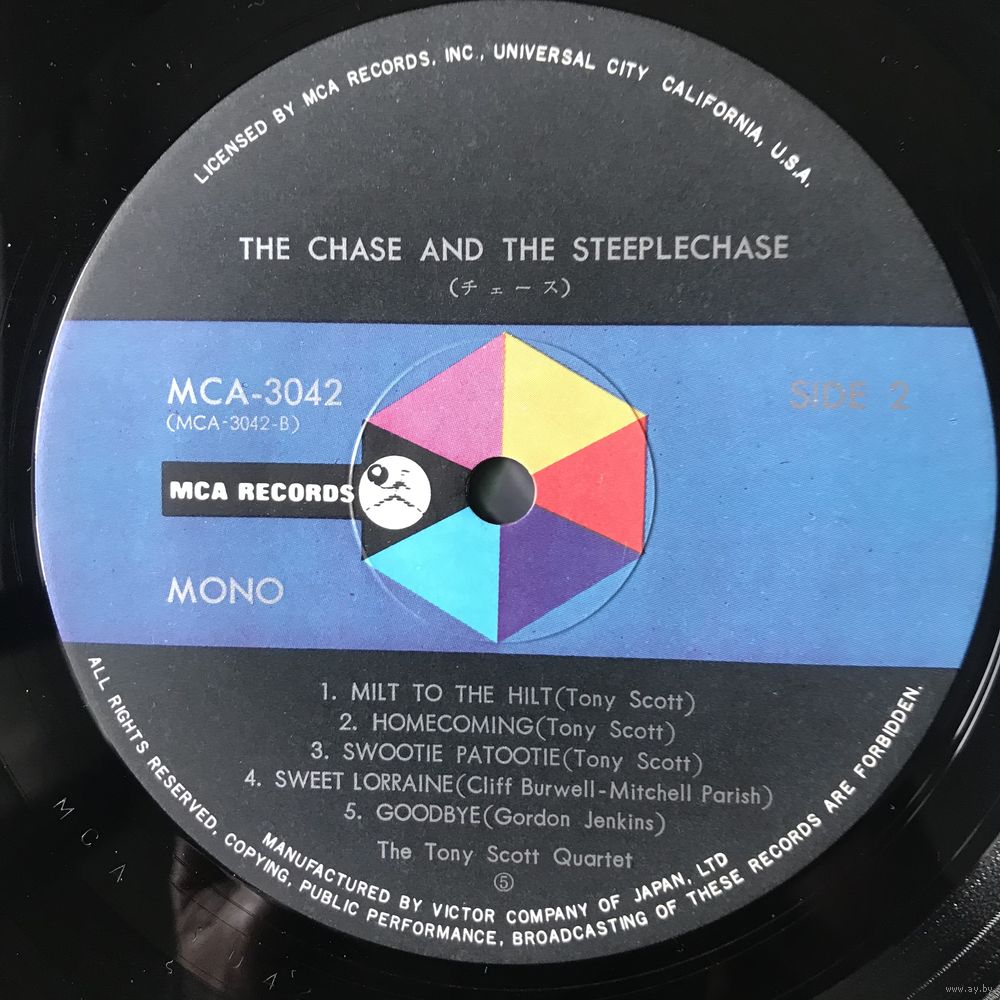 LICENSED BY MCA RECORDS, INC., UNIVERSAL CITY CALIFORNIA, U.S.A.
THE CHASE AND THE STEEPLECHASE
(チェース)
MCA-3042
(MCA-3042-B)
SIDE 2
MCA RECORDS
MONO
1. MILT TO THE HILT(Tony Scott)
2. HOMECOMING(Tony Scott)
3. SWOOTIE PATOOTIE(Tony Scott)
4. SWEET LORRAINE(Cliff Burwell-Mitchell Parish)
5. GOODBYE(Gordon Jenkins)
The Tony Scott Quartet
⑤
MANUFACTURED BY VICTOR COMPANY OF JAPAN, LTD
ALL RIGHTS RESERVED. COPYING, PUBLIC PERFORMANCE, BROADCASTING OF THESE RECORDS ARE FORBIDDEN.
M C A
www.ay.by